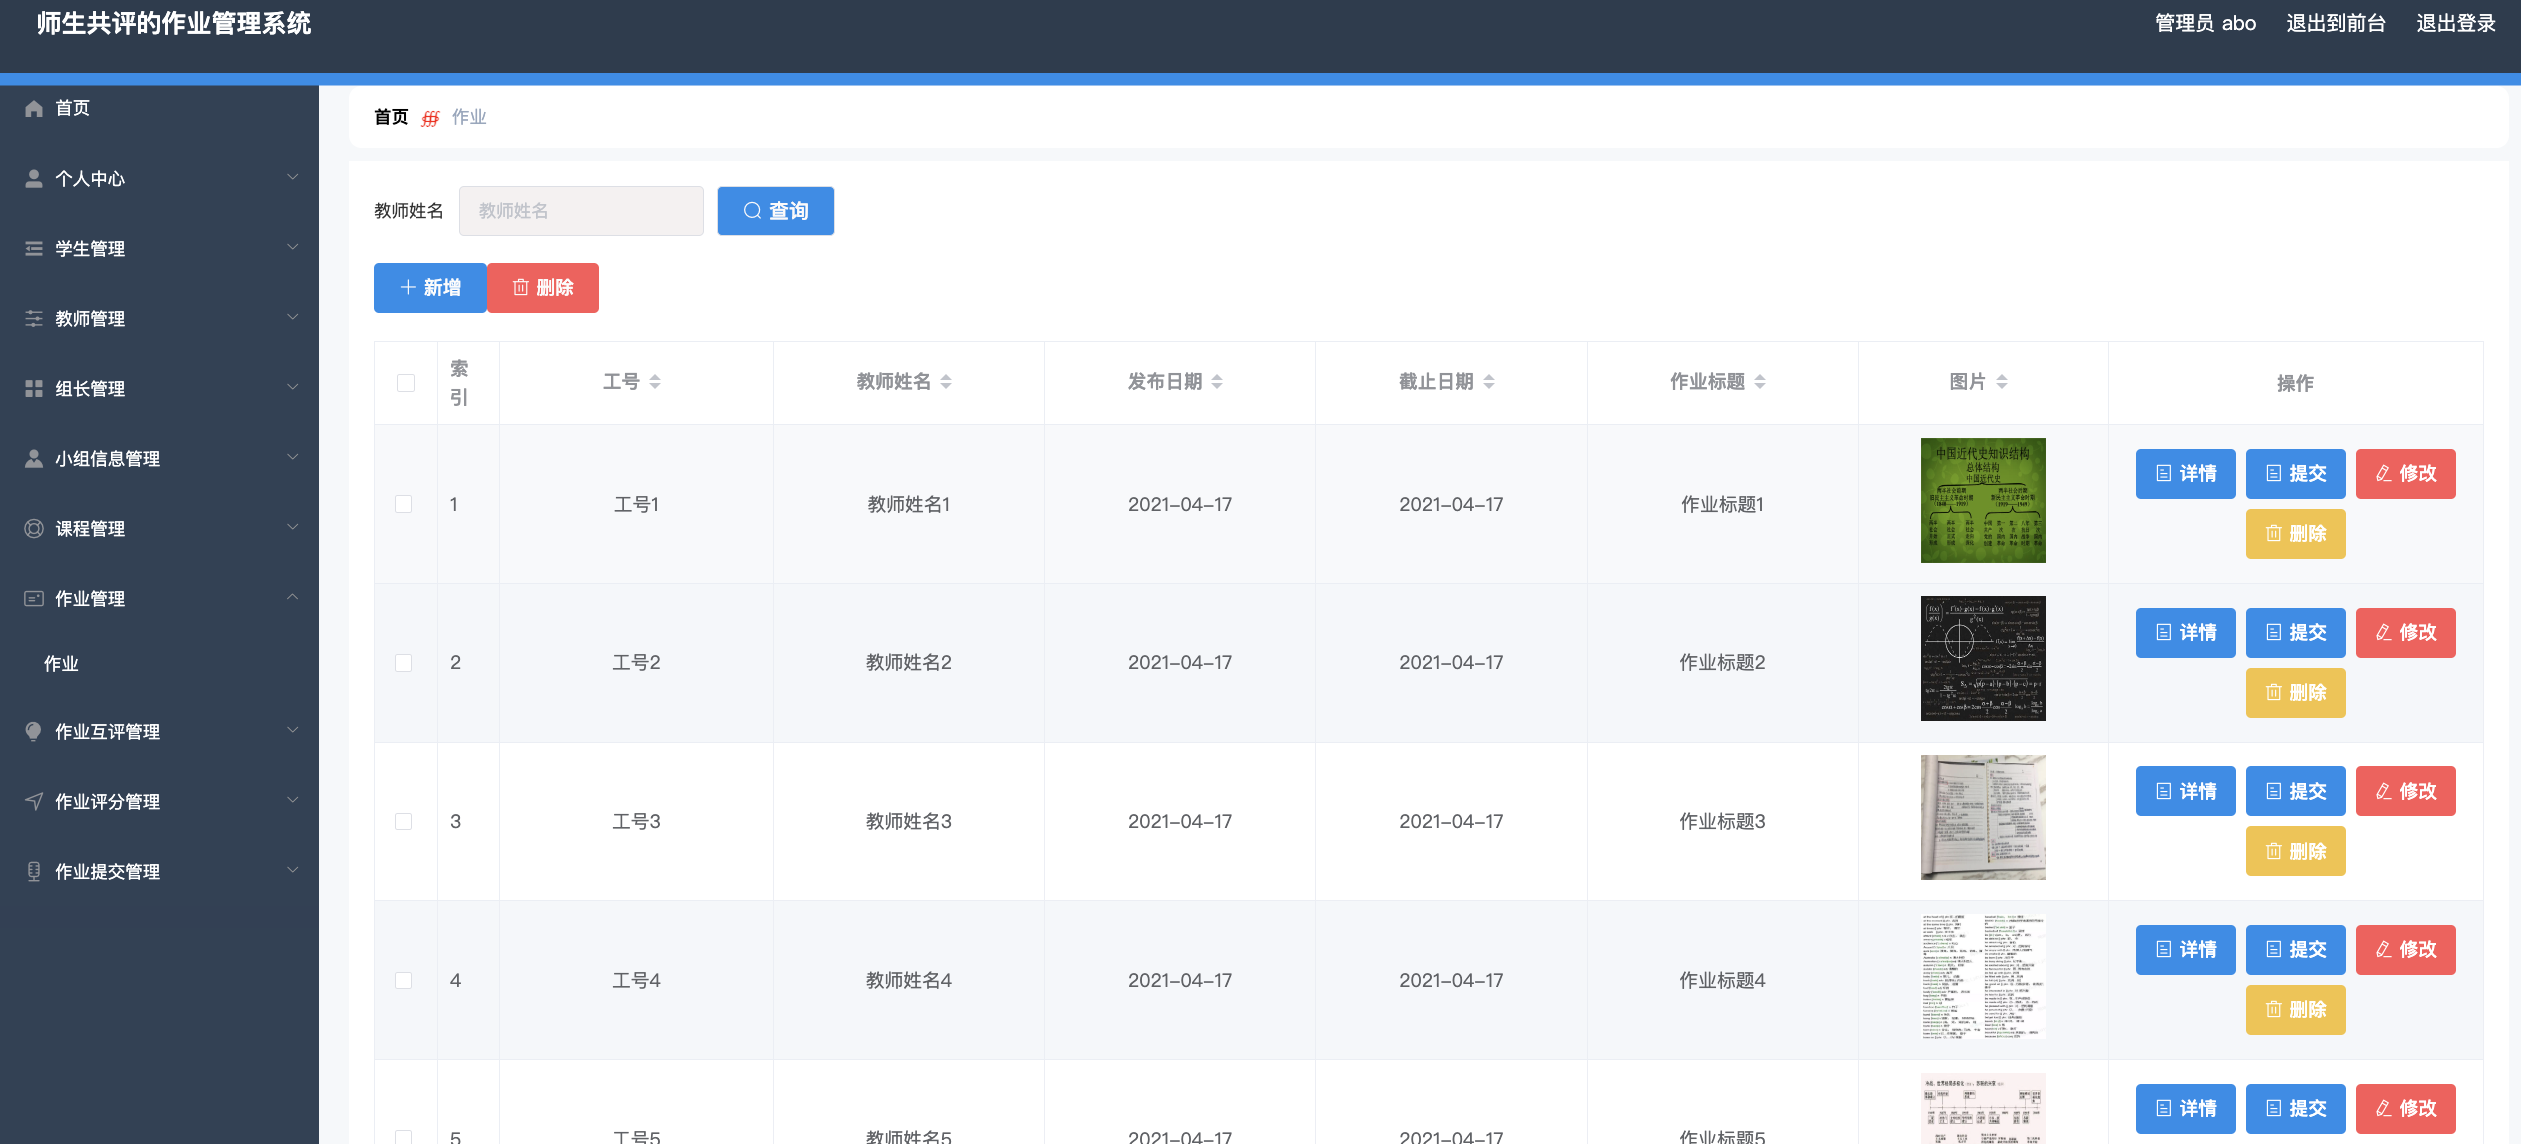 师生共评的作业管理系统
管理员 abo 退出到前台 退出登录
首页
个人中心
学生管理
教师管理
组长管理
小组信息管理
课程管理
作业管理
作业
作业互评管理
作业评分管理
作业提交管理
首页 作业
教师姓名 教师姓名 查询
新增 删除
索引 工号 教师姓名 发布日期 截止日期 作业标题 图片 操作
1 工号1 教师姓名1 2021-04-17 2021-04-17 作业标题1
中国近代史知识结构
总体结构
中国近代史
详情 提交 修改
删除
2 工号2 教师姓名2 2021-04-17 2021-04-17 作业标题2
详情 提交 修改
删除
3 工号3 教师姓名3 2021-04-17 2021-04-17 作业标题3
详情 提交 修改
删除
4 工号4 教师姓名4 2021-04-17 2021-04-17 作业标题4
详情 提交 修改
删除
5 工号5 教师姓名5 2021-04-17 2021-04-17 作业标题5
详情 提交 修改